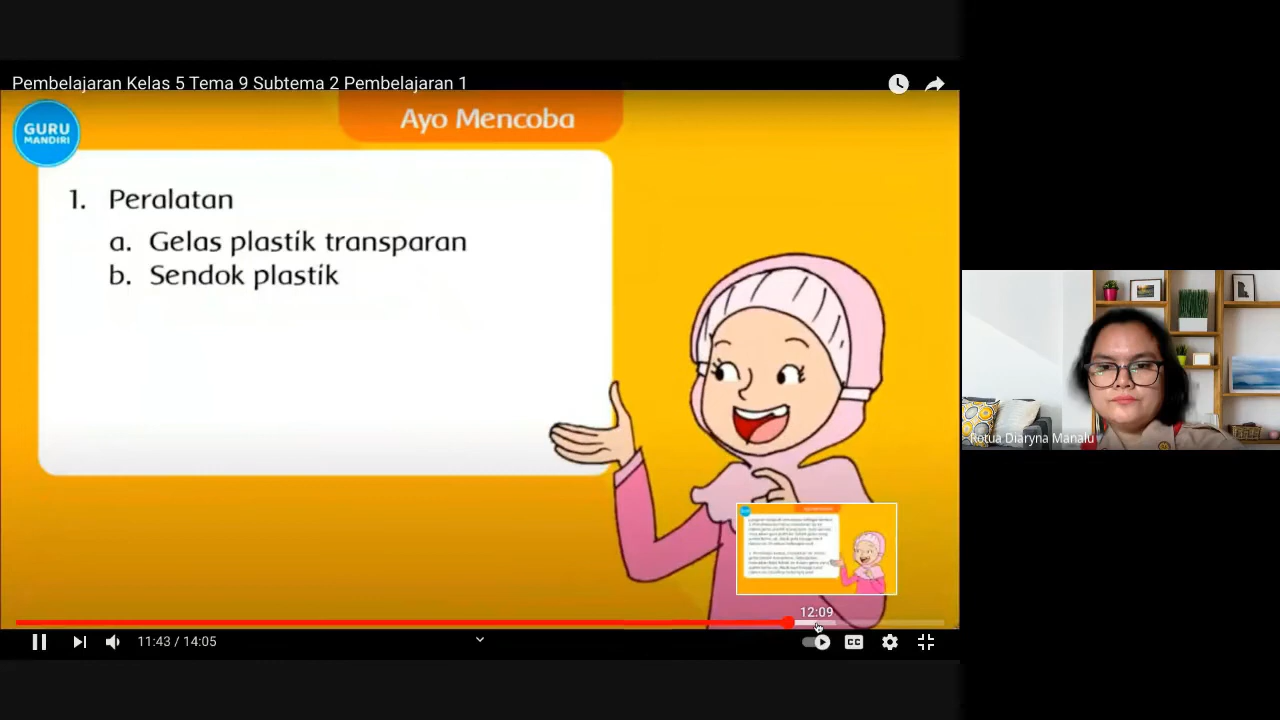 Pembelajaran Kelas 5 Tema 9 Subtema 2 Pembelajaran 1
GURU
MANDIRI
Ayo Mencoba
1. Peralatan
a. Gelas plastik transparan
b. Sendok plastik
Rotua Diaryna Manalu
12:09
11:43 / 14:05
CC